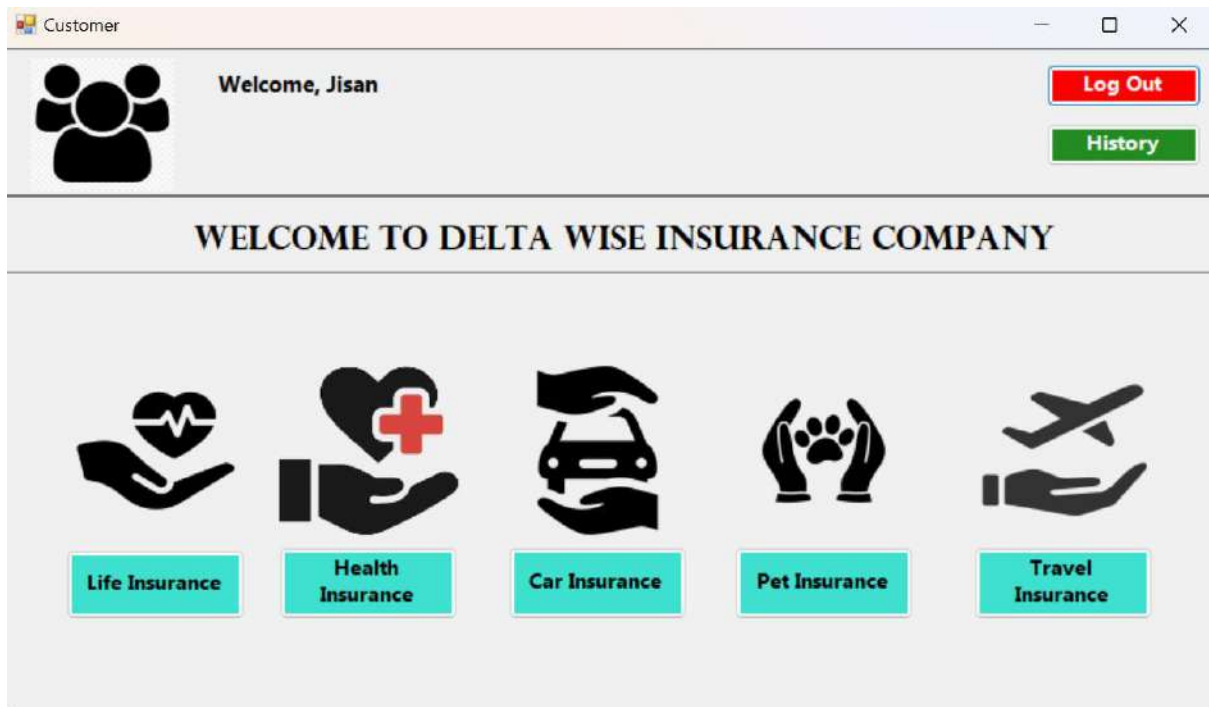 Customer
Welcome, Jisan
Log Out
History
WELCOME TO DELTA WISE INSURANCE COMPANY
Life Insurance
Health
Insurance
Car Insurance
Pet Insurance
Travel
Insurance